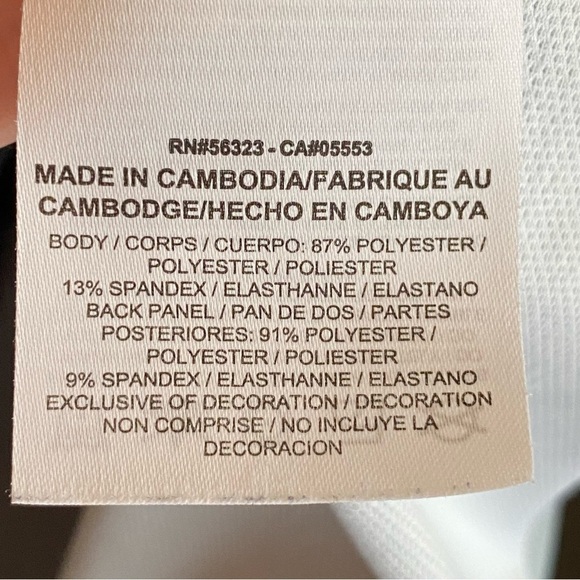 RN#56323 - CA#05553
MADE IN CAMBODIA/FABRIQUE AU
CAMBODGE/HECHO EN CAMBOYA
BODY / CORPS / CUERPO: 87% POLYESTER /
POLYESTER / POLIESTER
13% SPANDEX / ELASTHANNE / ELASTANO
BACK PANEL / PAN DE DOS / PARTES
POSTERIORES: 91% POLYESTER /
POLYESTER / POLIESTER
9% SPANDEX / ELASTHANNE / ELASTANO
EXCLUSIVE OF DECORATION / DECORATION
NON COMPRISE / NO INCLUYE LA
DECORACION